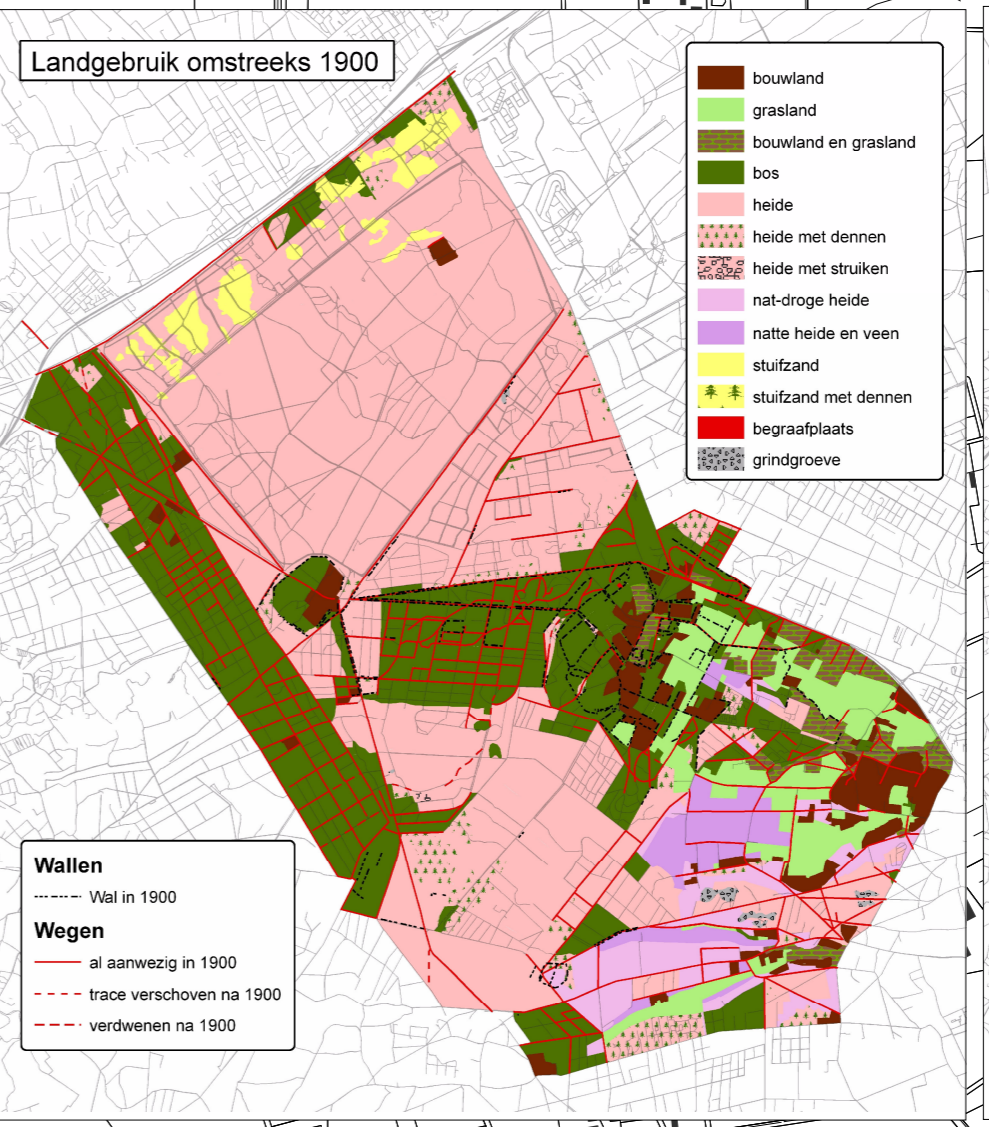 Landgebruik omstreeks 1900
bouwland
grasland
bouwland en grasland
bos
heide
heide met dennen
heide met struiken
nat-droge heide
natte heide en veen
stuifzand
stuifzand met dennen
begraafplaats
grindgroeve
Wallen
Wal in 1900
Wegen
al aanwezig in 1900
trace verschoven na 1900
verdwenen na 1900